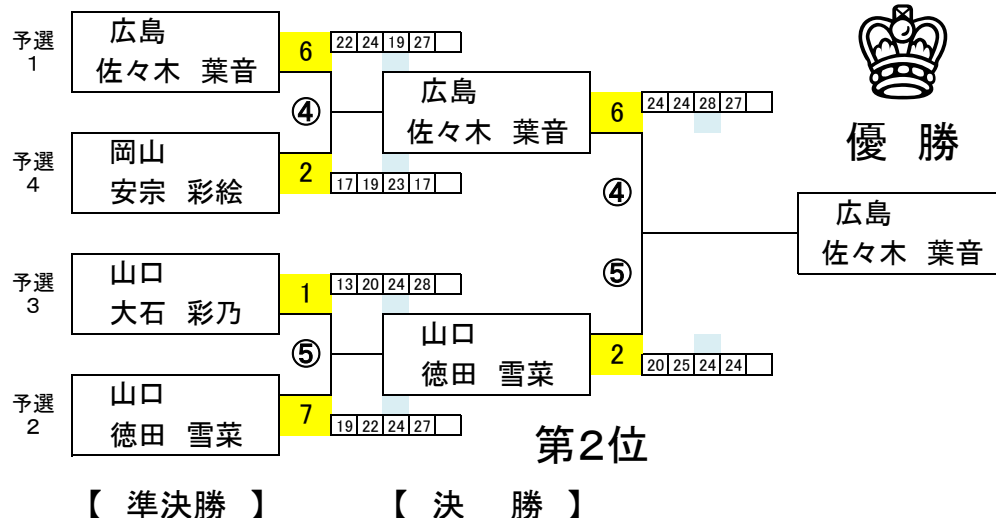 予選
1
広島
佐々木 葉音
6
22 24 19 27
④
予選
4
岡山
安宗 彩絵
2
17 19 23 17
予選
3
山口
大石 彩乃
1
13 20 24 28
⑤
予選
2
山口
徳田 雪菜
7
19 22 24 27
広島
佐々木 葉音
6
24 24 28 27
④
⑤
山口
徳田 雪菜
2
20 25 24 24
優 勝
広島
佐々木 葉音
第2位
【 準決勝 】
【 決 勝 】